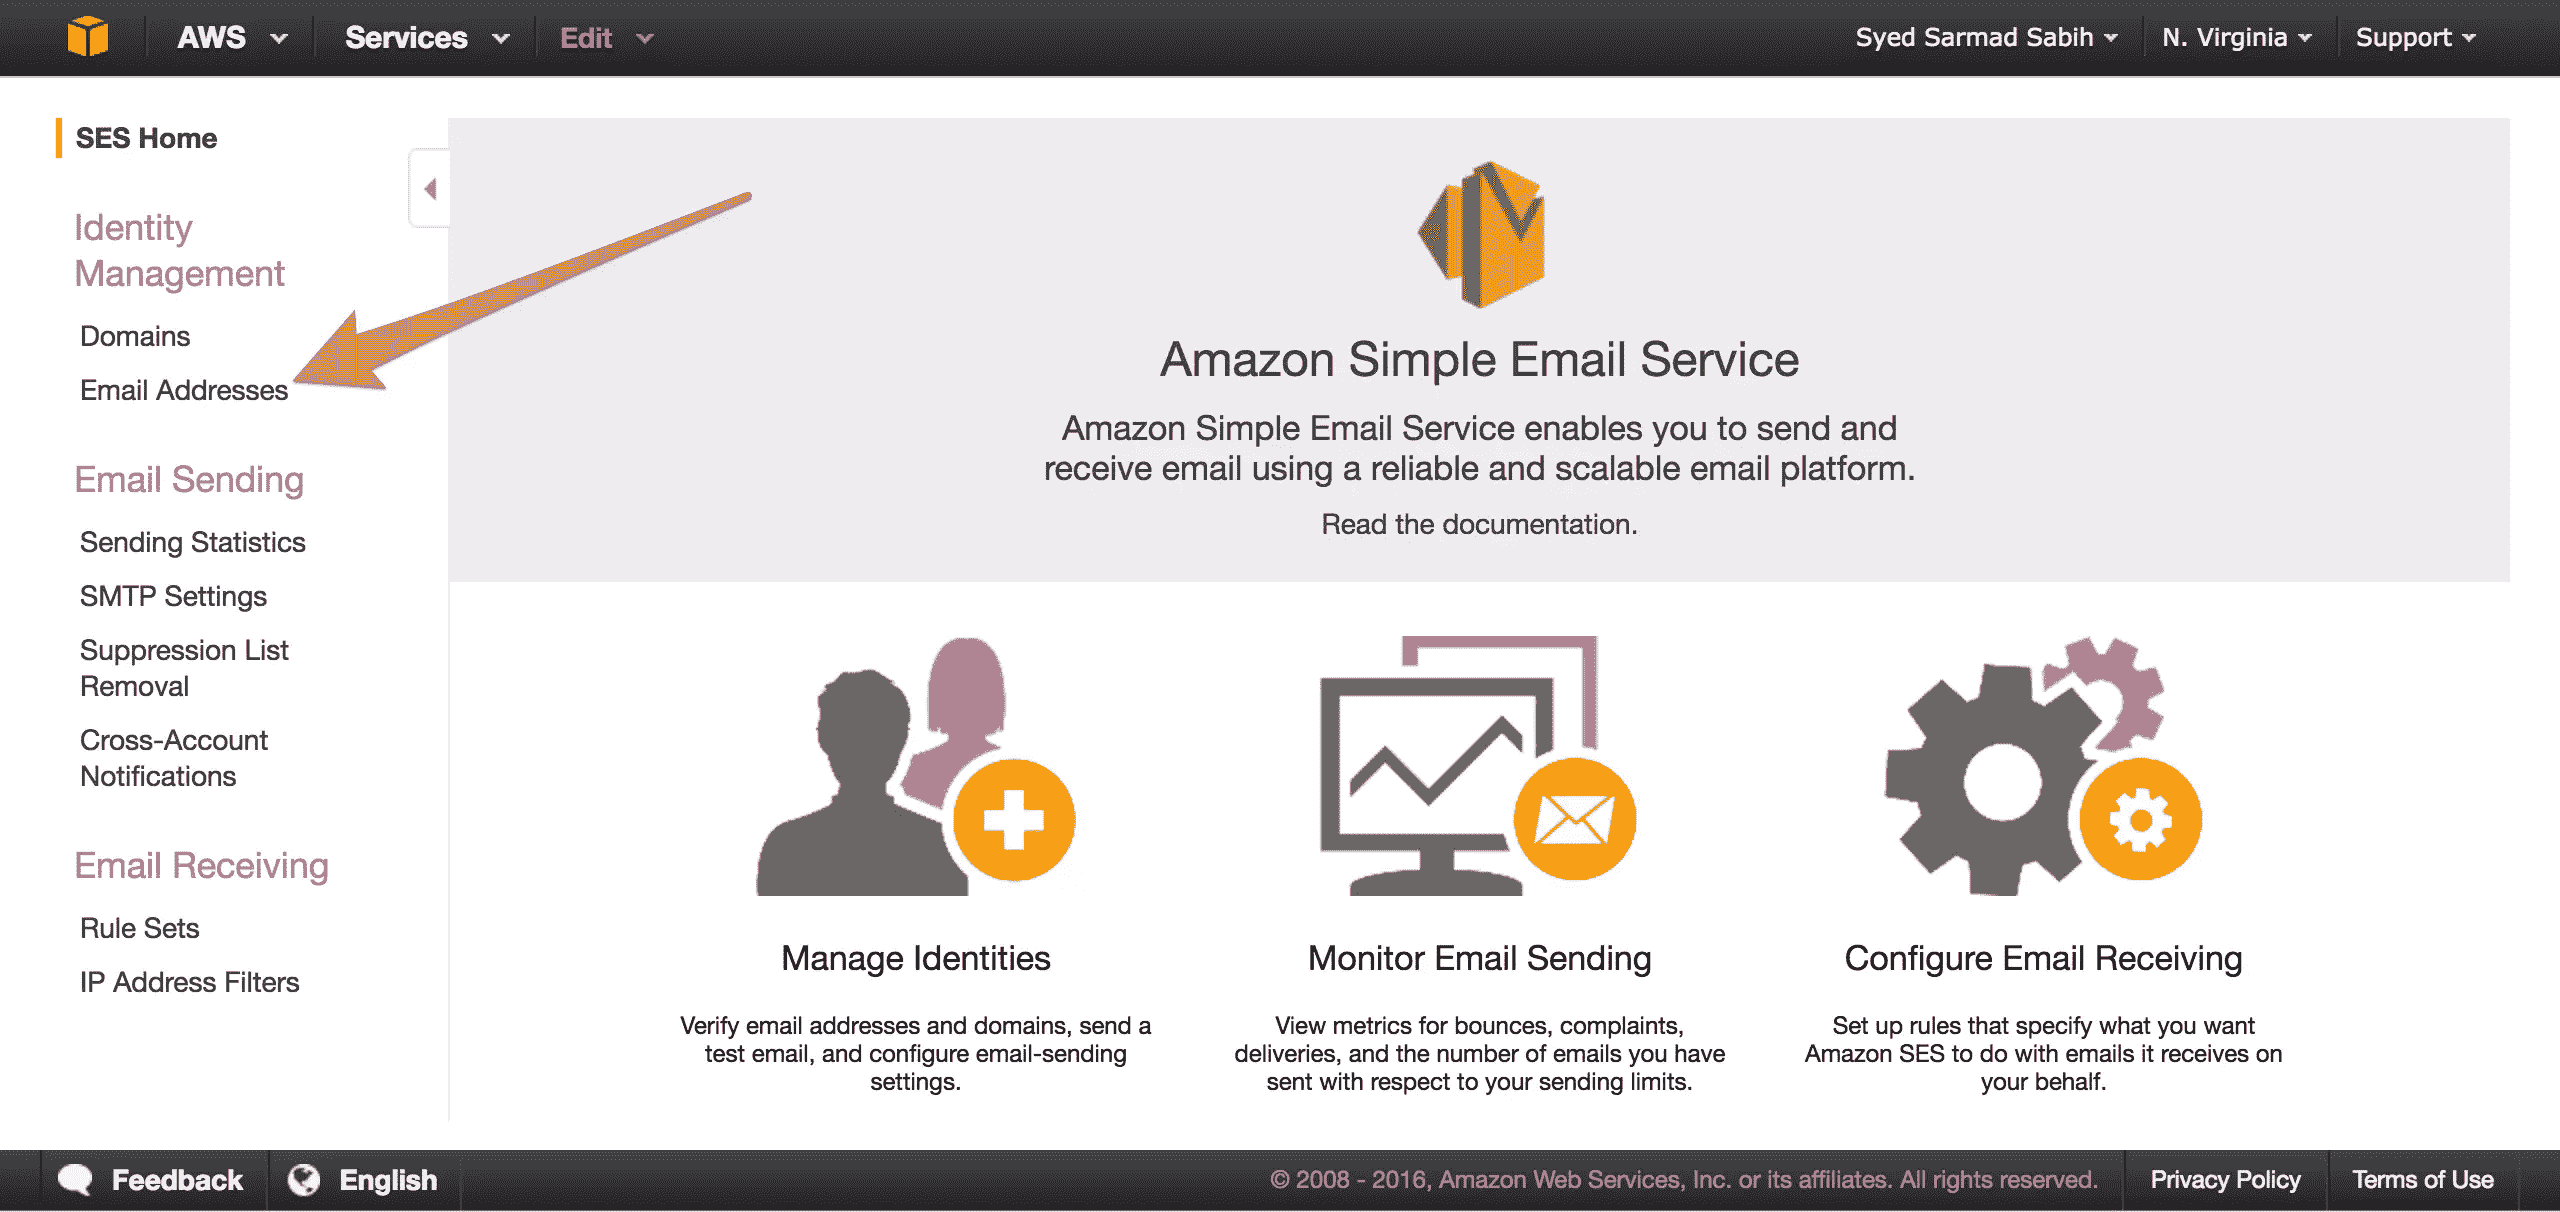 AWS Services Edit Syed Sarmad Sabih N. Virginia Support
SES Home
Identity
Management
Domains
Email Addresses
Email Sending
Sending Statistics
SMTP Settings
Suppression List
Removal
Cross-Account
Notifications
Email Receiving
Rule Sets
IP Address Filters
Amazon Simple Email Service
Amazon Simple Email Service enables you to send and
receive email using a reliable and scalable email platform.
Read the documentation.
Manage Identities
Verify email addresses and domains, send a
test email, and configure email-sending
settings.
Monitor Email Sending
View metrics for bounces, complaints,
deliveries, and the number of emails you have
sent with respect to your sending limits.
Configure Email Receiving
Set up rules that specify what you want
Amazon SES to do with emails it receives on
your behalf.
Feedback English © 2008 - 2016, Amazon Web Services, Inc. or its affiliates. All rights reserved. Privacy Policy Terms of Use